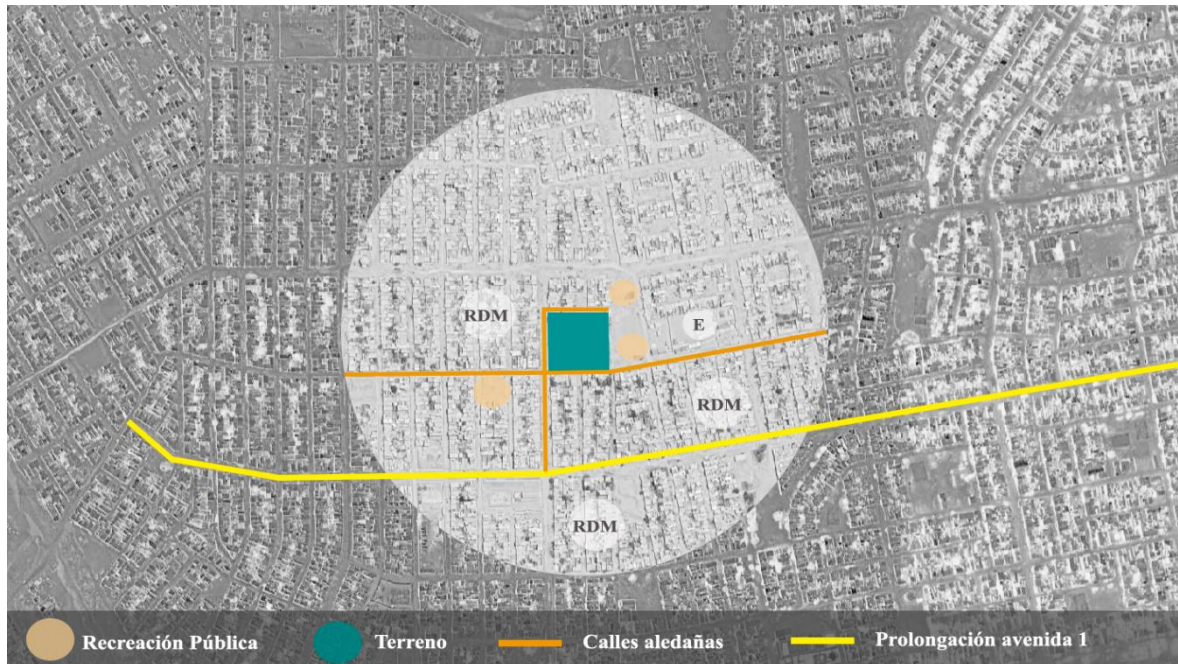 RDM
E
RDM
RDM
Recreación Pública
Terreno
Calles aledañas
Prolongación avenida 1